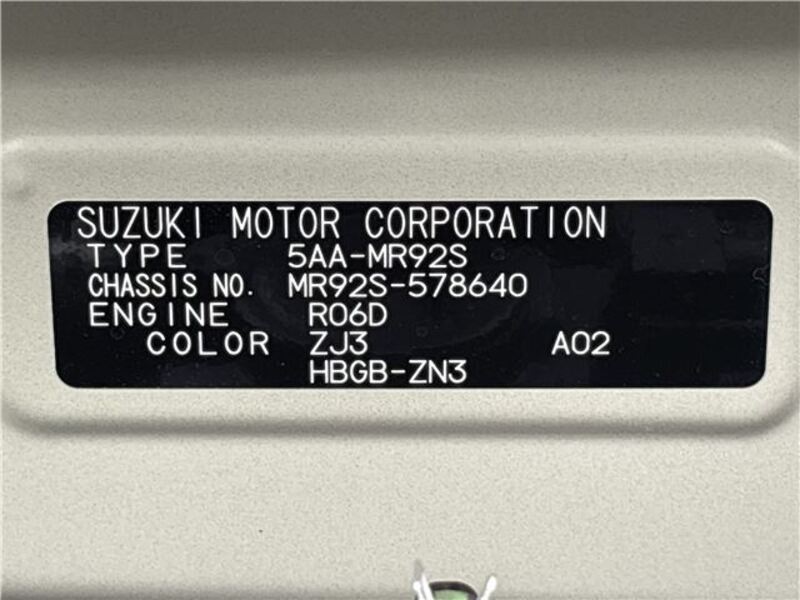 SUZUKI MOTOR CORPORATION
TYPE 5AA-MR92S
CHASSIS NO. MR92S-578640
ENGINE R06D
COLOR ZJ3 A02
HBGB-ZN3